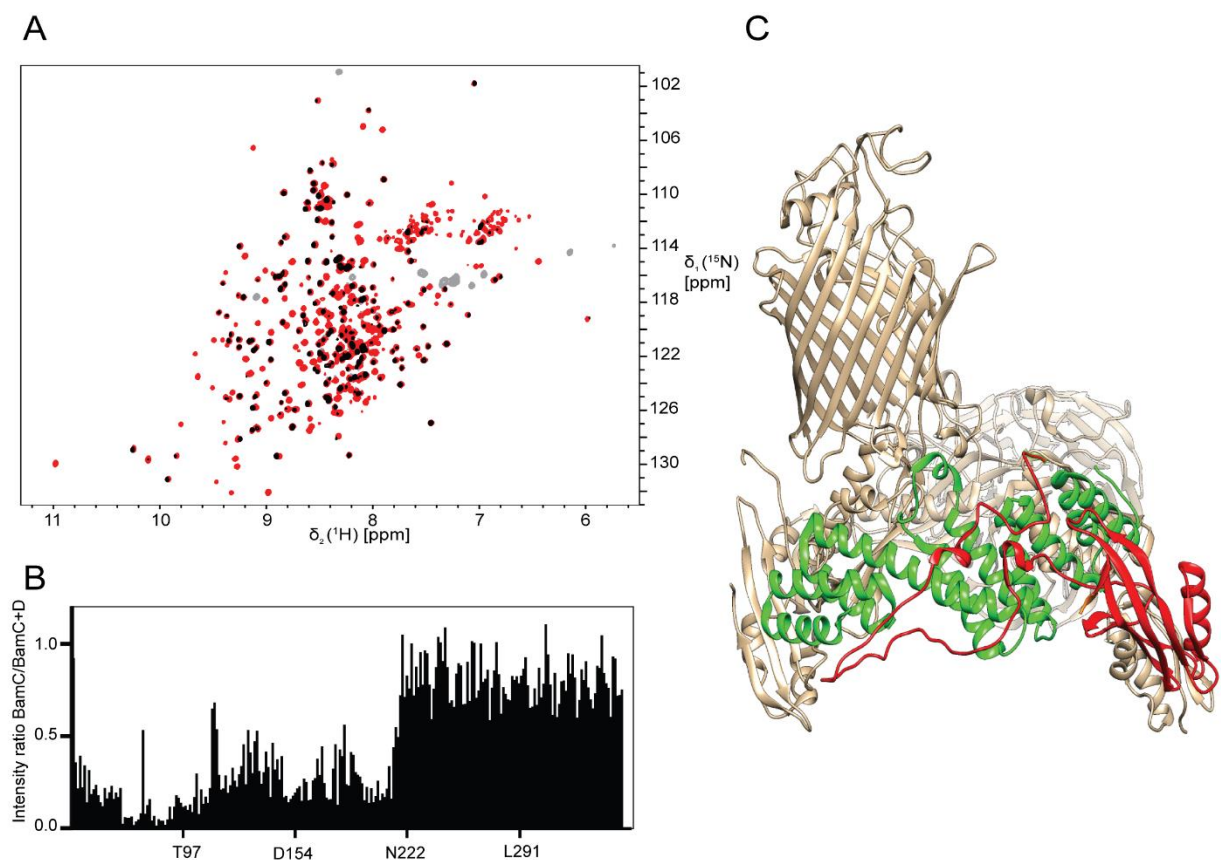 A
C
102
106
110
114
118
122
126
130
δ₁(¹⁵N)
[ppm]
11 10 9 8 7 6
δ₂(¹H) [ppm]
B
Intensity ratio BamC/BamC+D
1.0
0.5
0.0
T97 D154 N222 L291